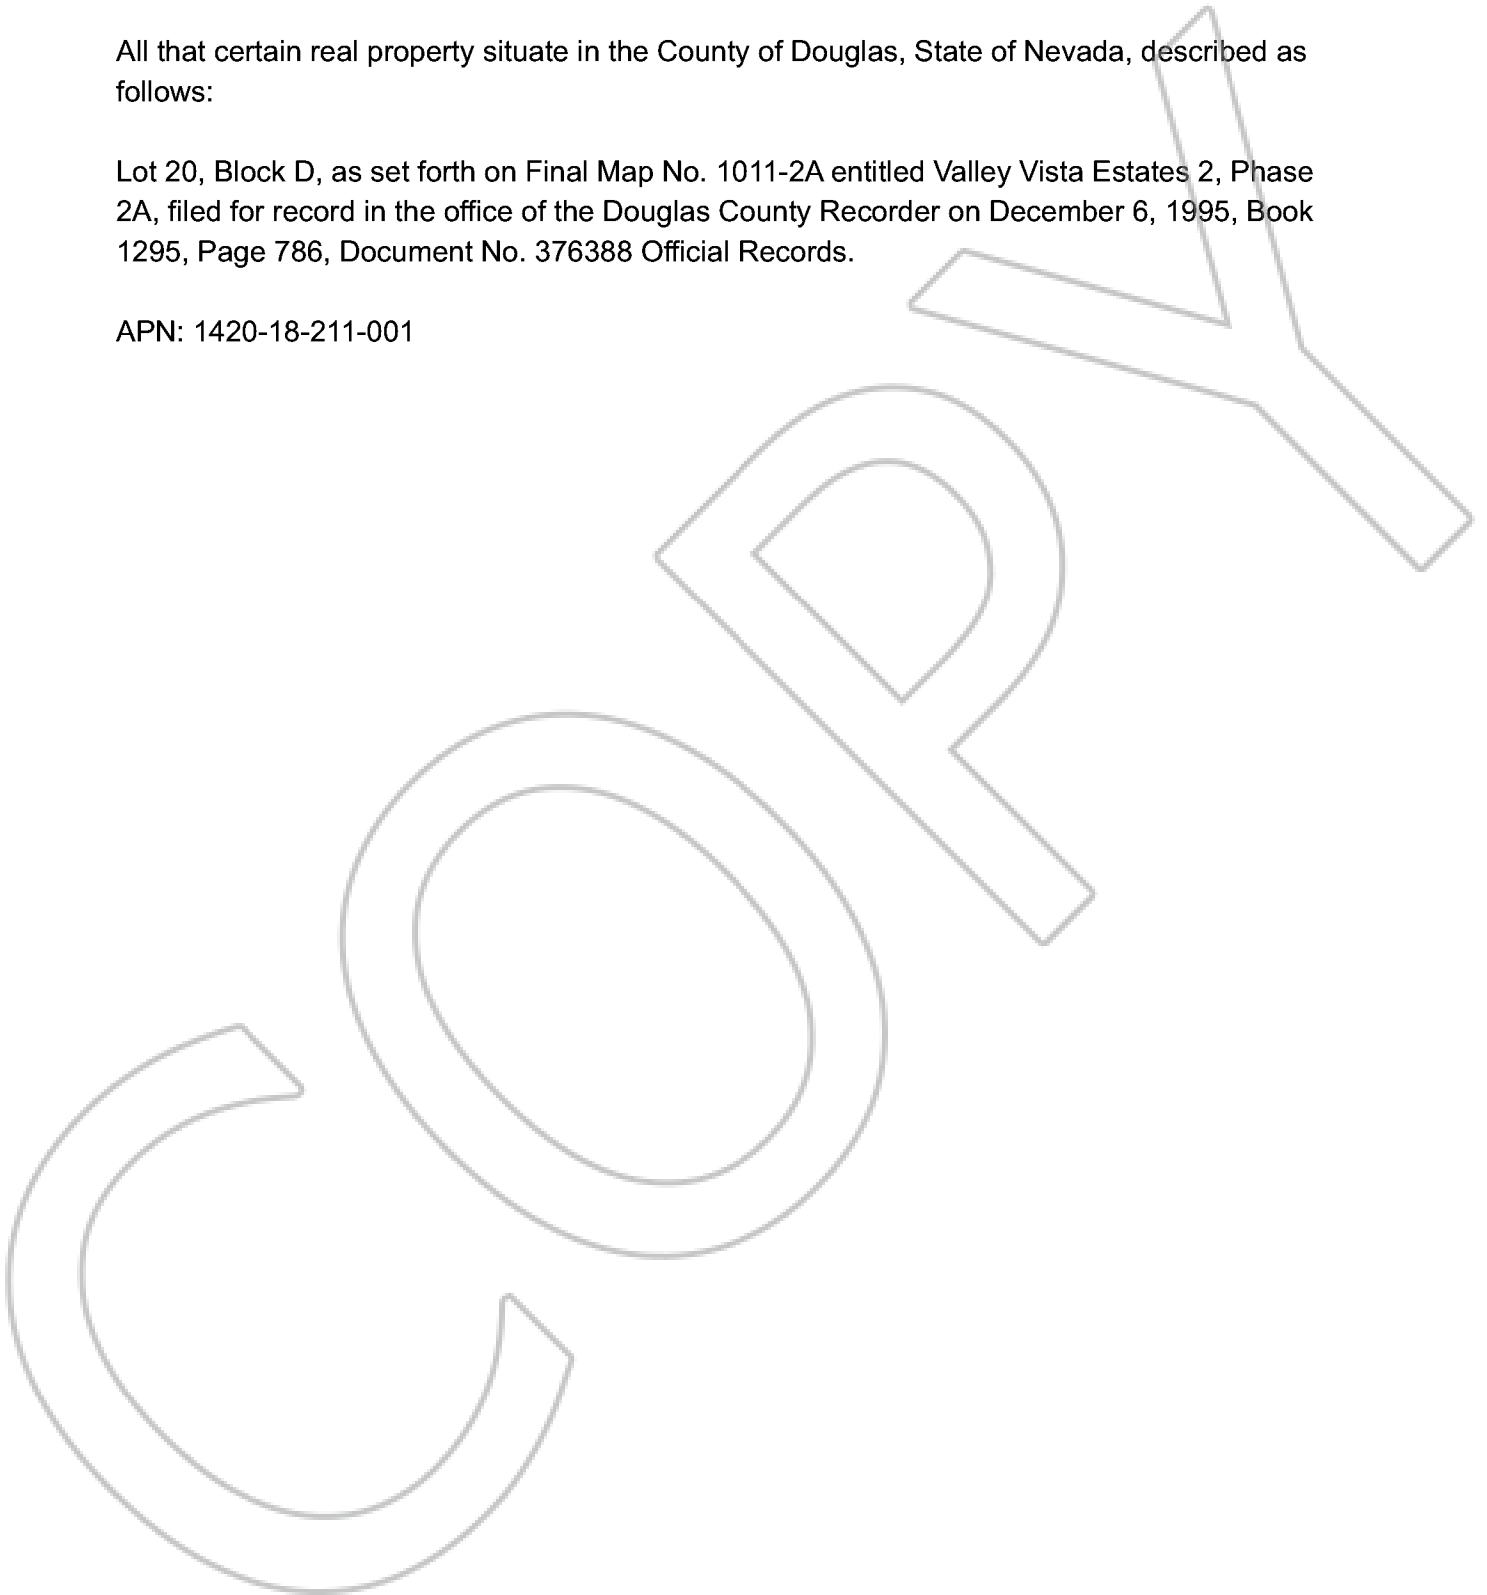 All that certain real property situate in the County of Douglas, State of Nevada, described as
follows:
Lot 20, Block D, as set forth on Final Map No. 1011-2A entitled Valley Vista Estates 2, Phase
2A, filed for record in the office of the Douglas County Recorder on December 6, 1995, Book
1295, Page 786, Document No. 376388 Official Records.
APN: 1420-18-211-001
COPY